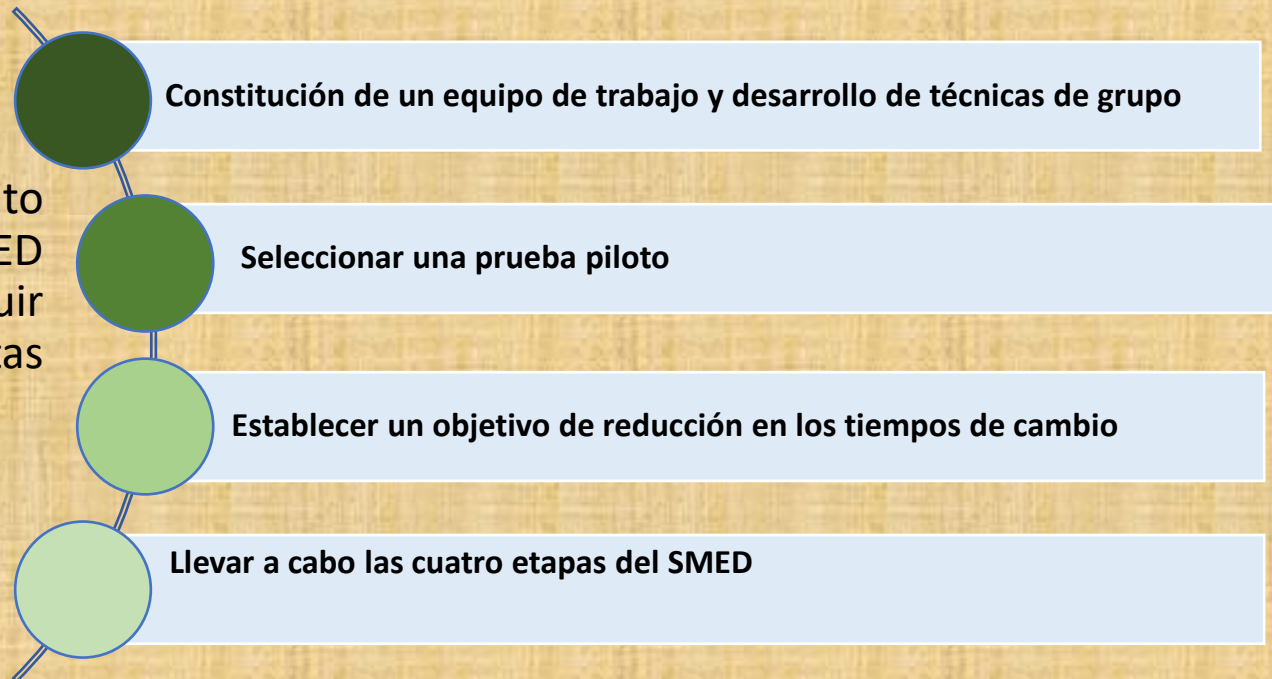 Constitución de un equipo de trabajo y desarrollo de técnicas de grupo
Seleccionar una prueba piloto
Establecer un objetivo de reducción en los tiempos de cambio
Llevar a cabo las cuatro etapas del SMED